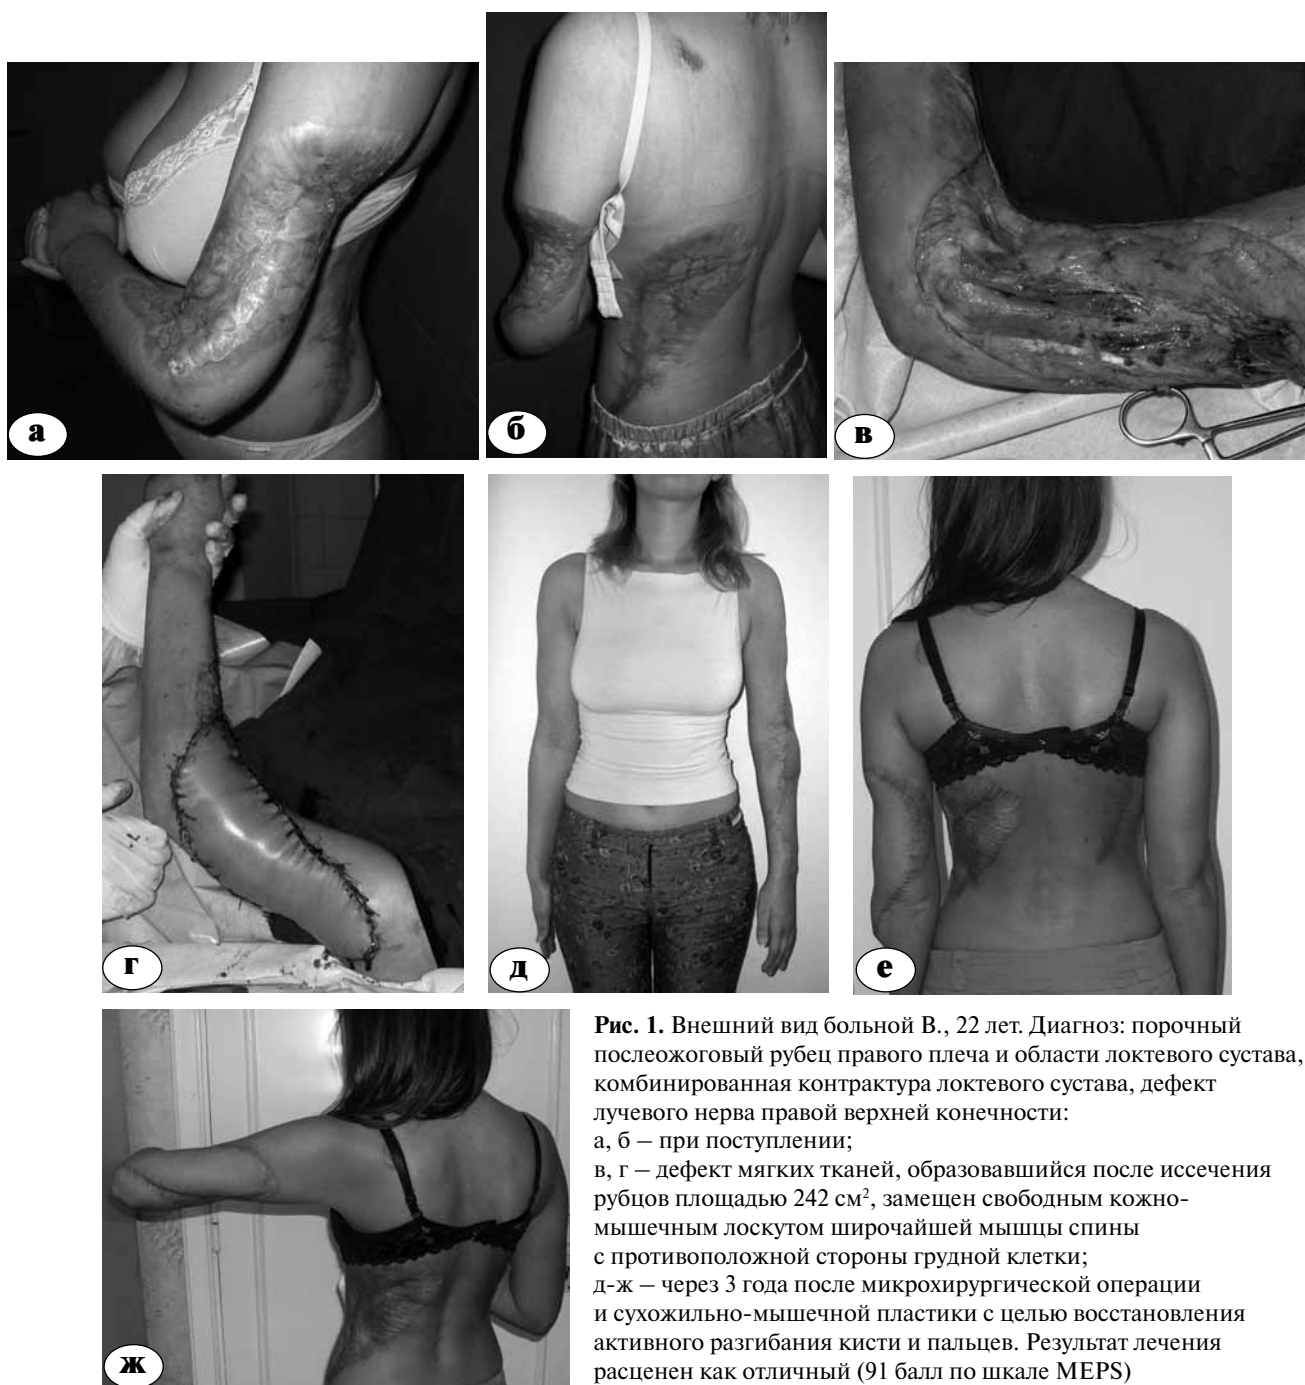 а
б
в
г
д
е
ж
Рис. 1. Внешний вид больной В., 22 лет. Диагноз: порочный
послеожоговый рубец правого плеча и области локтевого сустава,
комбинированная контрактура локтевого сустава, дефект
лучевого нерва правой верхней конечности:
а, б – при поступлении;
в, г – дефект мягких тканей, образовавшийся после иссечения
рубцов площадью 242 см², замещен свободным кожно-
мышечным лоскутом широчайшей мышцы спины
с противоположной стороны грудной клетки;
д-ж – через 3 года после микрохирургической операции
и сухожильно-мышечной пластики с целью восстановления
активного разгибания кисти и пальцев. Результат лечения
расценен как отличный (91 балл по шкале MEPS)